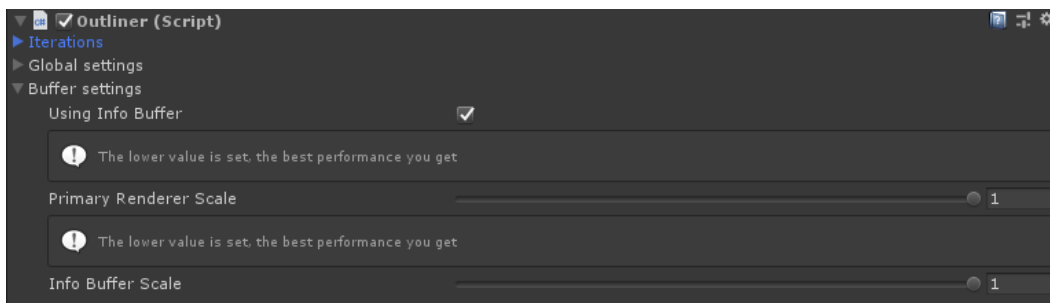 Outliner (Script)
Iterations
Global settings
Buffer settings
Using Info Buffer
The lower value is set, the best performance you get
Primary Renderer Scale 1
The lower value is set, the best performance you get
Info Buffer Scale 1